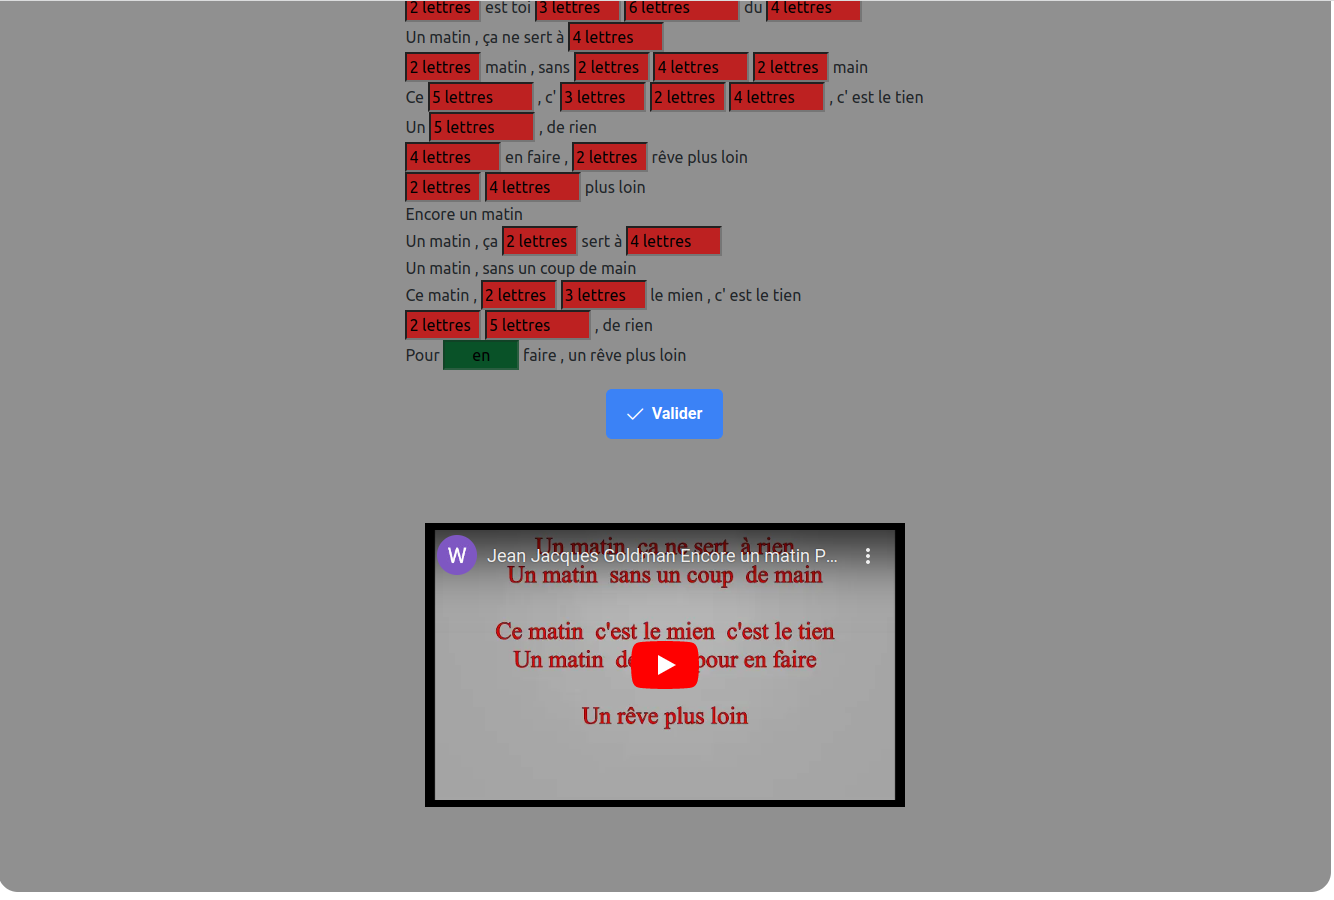 2 lettres est toi 3 lettres 6 lettres du 4 lettres
Un matin , ça ne sert à 4 lettres
2 lettres matin , sans 2 lettres 4 lettres 2 lettres main
Ce 5 lettres , c' 3 lettres 2 lettres 4 lettres , c' est le tien
Un 5 lettres , de rien
4 lettres en faire , 2 lettres rêve plus loin
2 lettres 4 lettres plus loin
Encore un matin
Un matin , ça 2 lettres sert à 4 lettres
Un matin , sans un coup de main
Ce matin , 2 lettres 3 lettres le mien , c' est le tien
2 lettres 5 lettres , de rien
Pour en faire , un rêve plus loin
Valider
Un matin ça ne sert à rien
W Jean Jacques Goldman Encore un matin P...
Un matin sans un coup de main
Ce matin c'est le mien c'est le tien
Un matin pour en faire
Un rêve plus loin